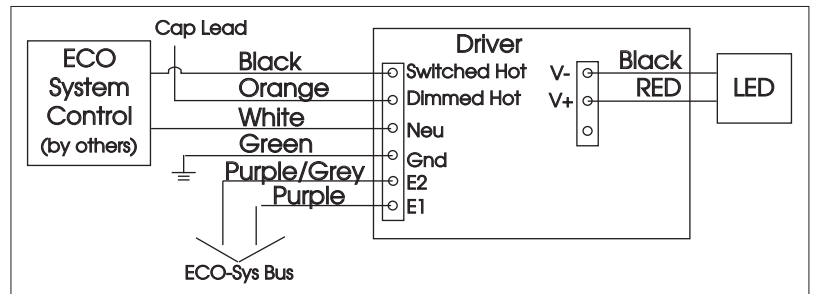 Cap Lead
ECO
System
Control
(by others)
Black
Orange
White
Green
Purple/Grey
Purple
ECO-Sys Bus
Driver
Switched Hot
Dimmed Hot
Neu
Gnd
E2
E1
V-
V+
Black
RED
LED